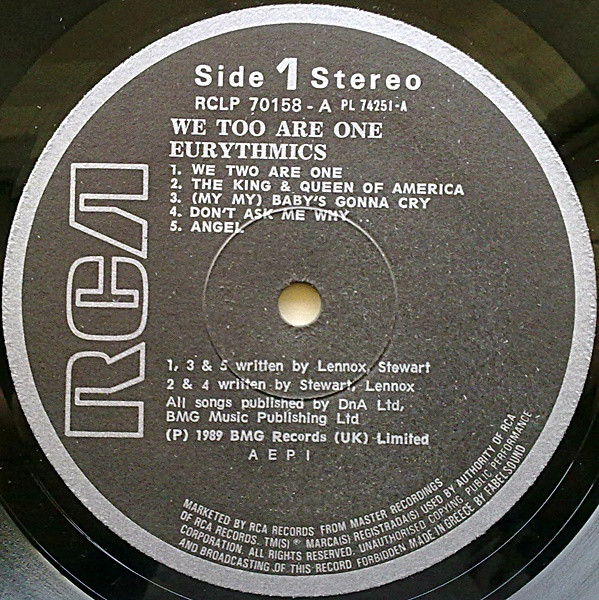 Side 1 Stereo
RCLP 70158 - A PL 74251-A
WE TOO ARE ONE
EURYTHMICS
1. WE TWO ARE ONE
2. THE KING & QUEEN OF AMERICA
3. (MY MY) BABY'S GONNA CRY
4. DON'T ASK ME WHY
5. ANGEL
RCA
1, 3 & 5 written by Lennox, Stewart
2 & 4 written by Stewart, Lennox
All songs published by DnA Ltd,
BMG Music Publishing Ltd
(P) 1989 BMG Records (UK) Limited
A E P I
MARKETED BY RCA RECORDS FROM MASTER RECORDINGS
OF RCA RECORDS. TM(S) ® MARCA(S) REGISTRADA(S) USED BY AUTHORITY OF RCA
CORPORATION. ALL RIGHTS RESERVED. UNAUTHORISED COPYING PUBLIC PERFORMANCE
AND BROADCASTING OF THIS RECORD FORBIDDEN MADE IN GREECE BY FABELSOUND